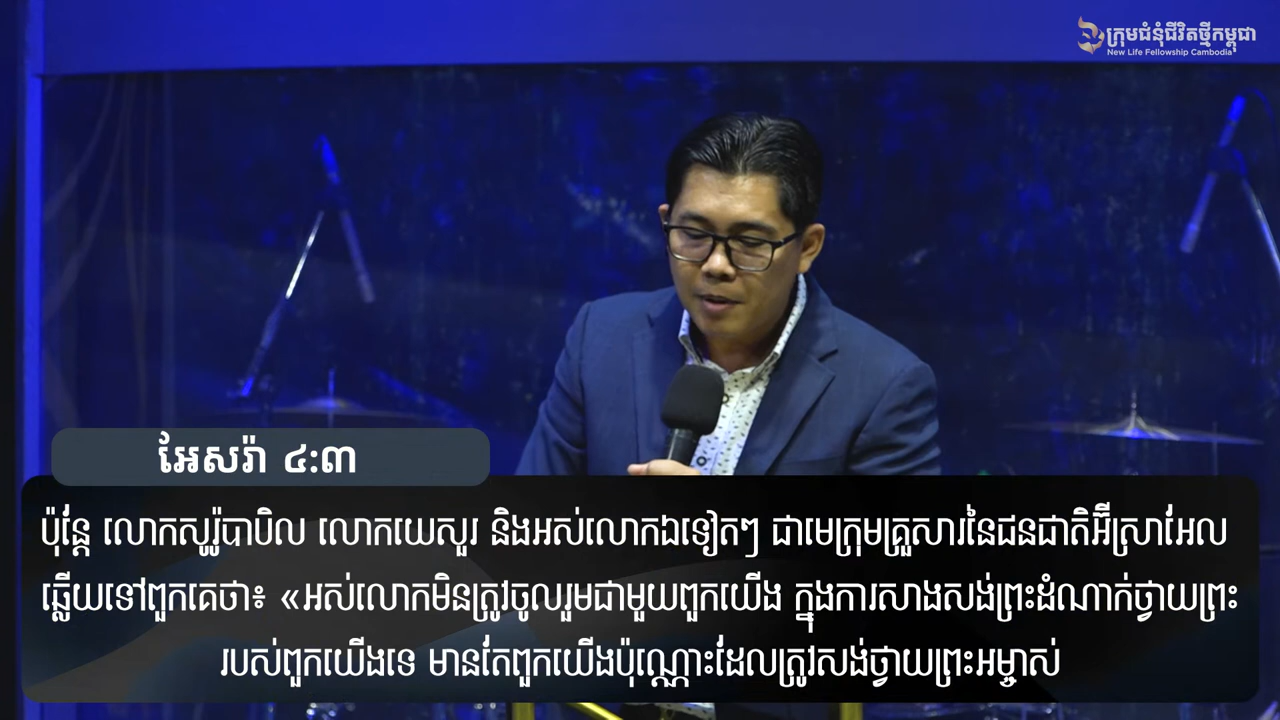 ក្រុមជំនុំជីវិតថ្មីកម្ពុជា
New Life Fellowship Cambodia
អែសរ៉ា ៤:៣
ប៉ុន្តែ លោកសូរ៉ូបាបិល លោកយេសួរ និងអស់លោកឯទៀតៗ ជាមេក្រុមគ្រួសារនៃជនជាតិអ៊ីស្រាអែល
ឆ្លើយទៅពួកគេថា៖ «អស់លោកមិនត្រូវចូលរួមជាមួយពួកយើង ក្នុងការសាងសង់ព្រះដំណាក់ថ្វាយព្រះ
របស់ពួកយើងទេ មានតែពួកយើងប៉ុណ្ណោះដែលត្រូវសង់ថ្វាយព្រះអម្ចាស់